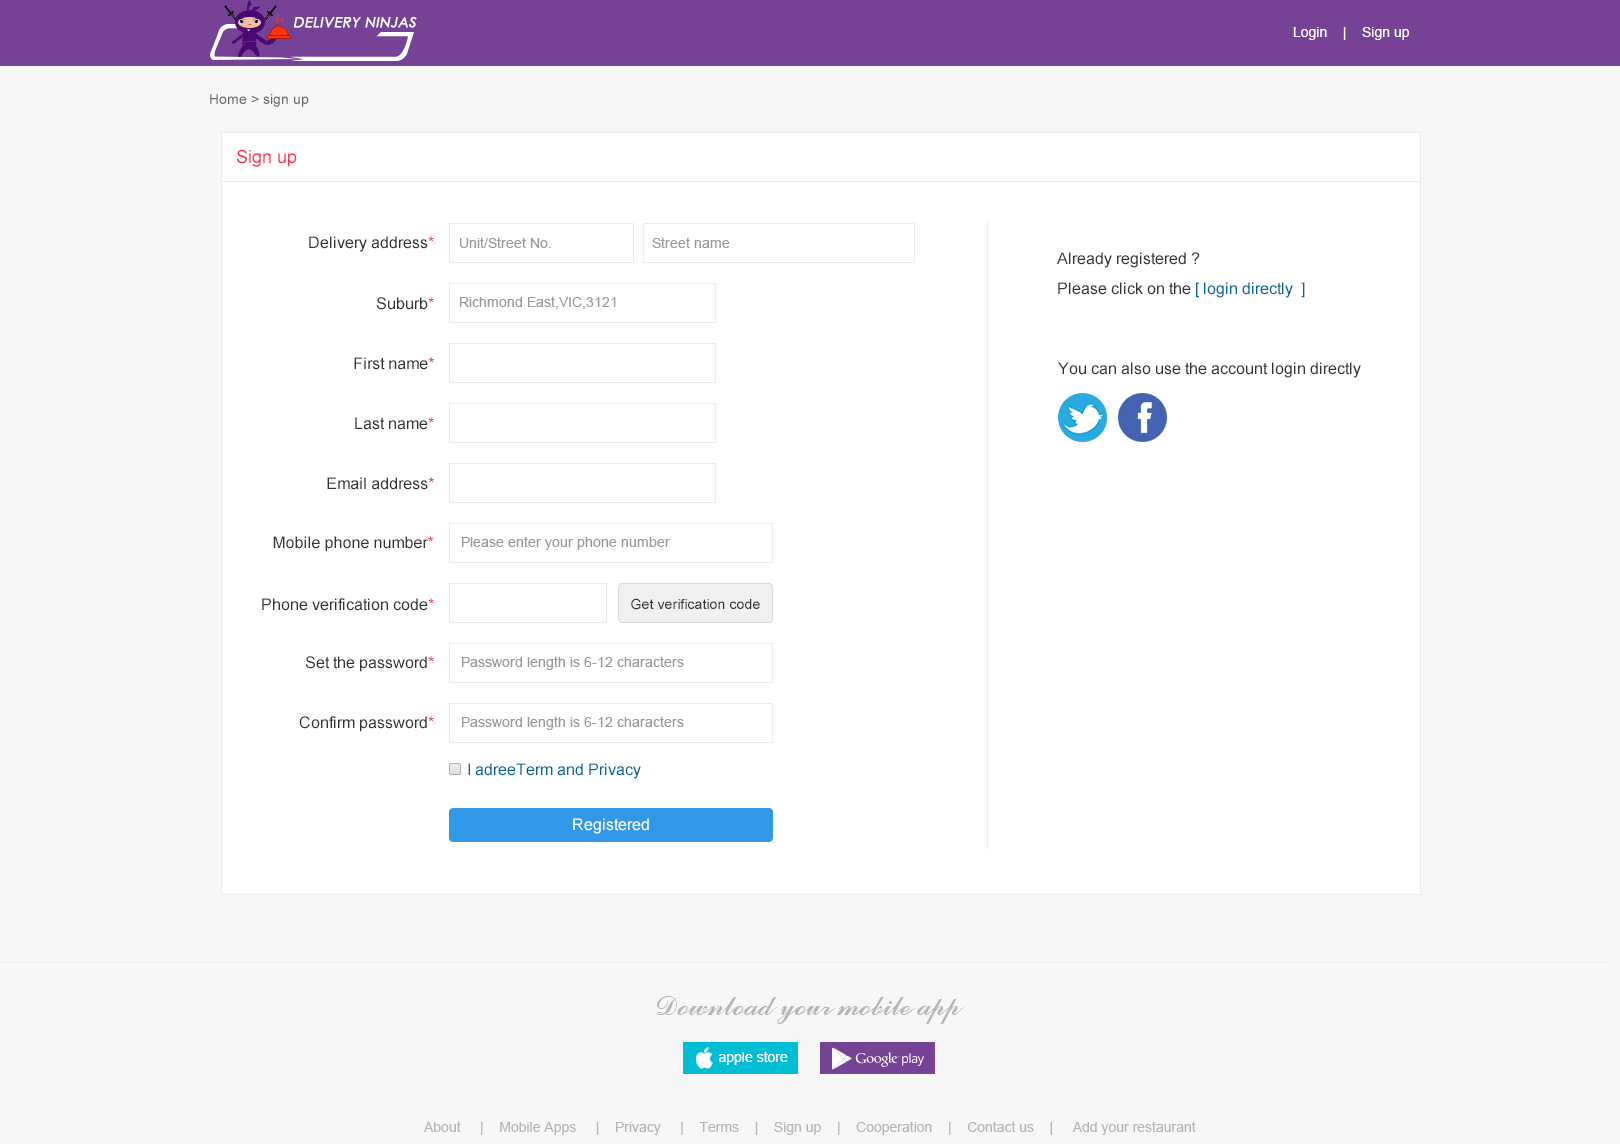 DELIVERY NINJAS
Login | Sign up
Home > sign up
Sign up
Delivery address* Unit/Street No. Street name
Suburb* Richmond East,VIC,3121
First name*
Last name*
Email address*
Mobile phone number* Please enter your phone number
Phone verification code* Get verification code
Set the password* Password length is 6-12 characters
Confirm password* Password length is 6-12 characters
I adreeTerm and Privacy
Registered
Already registered ?
Please click on the [ login directly ]
You can also use the account login directly
Download your mobile app
apple store Google play
About | Mobile Apps | Privacy | Terms | Sign up | Cooperation | Contact us | Add your restaurant